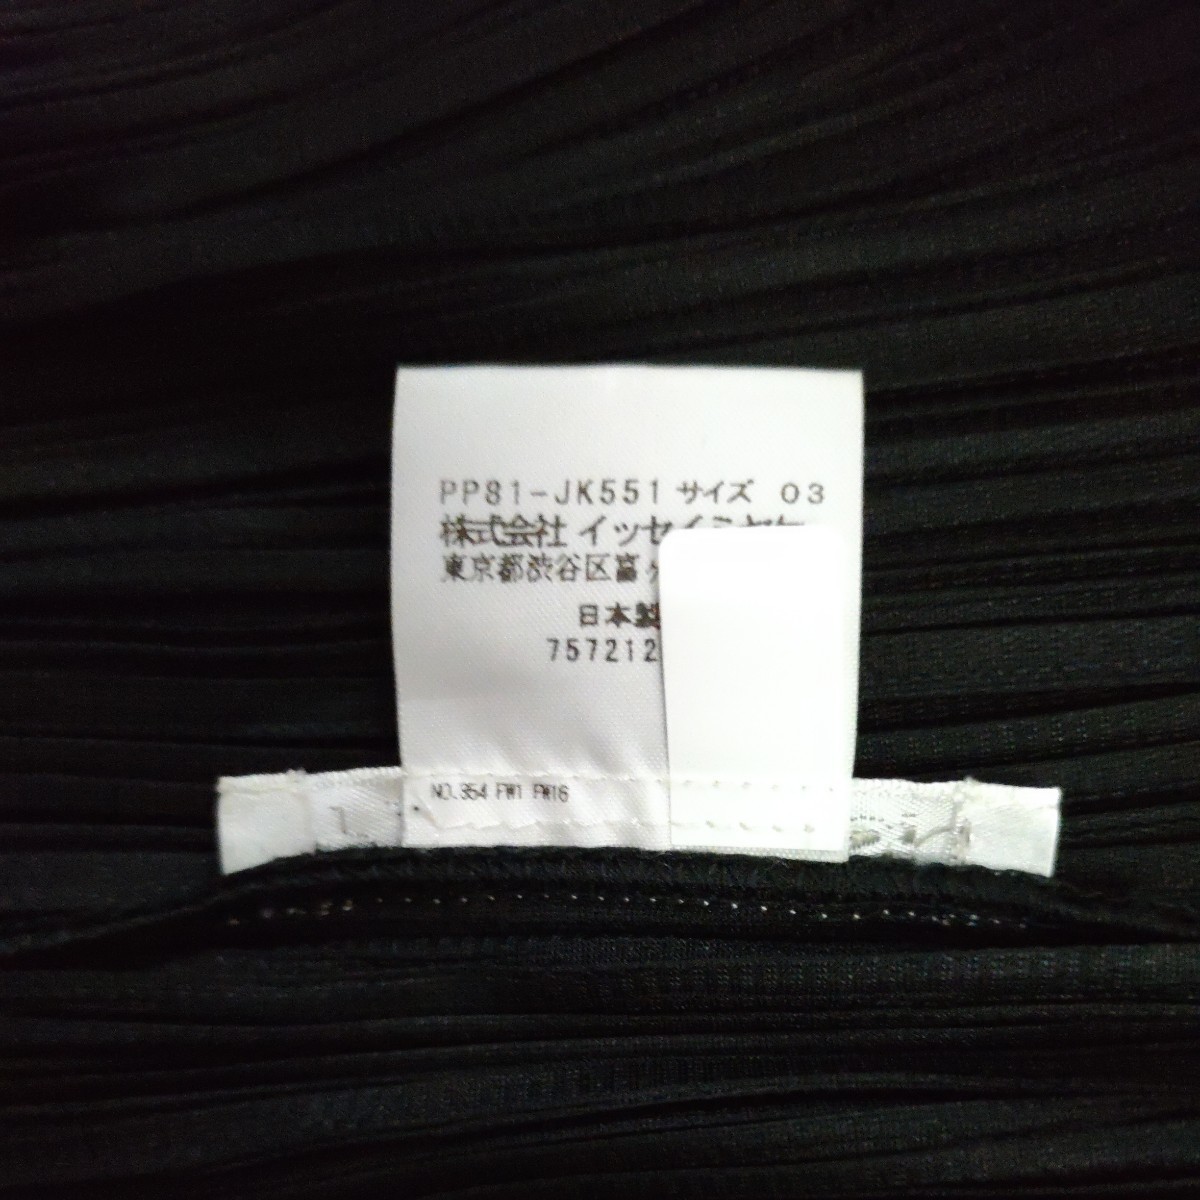 PP81-JK551 サイズ 03
株式会社 イッセイミヤケ
東京都渋谷区富ヶ
日本製
757212
NO.354 FW1 FW16